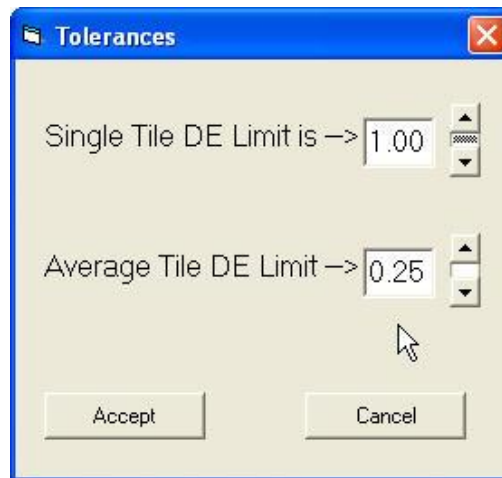 Tolerances
Single Tile DE Limit is -->
1.00
Average Tile DE Limit -->
0.25
Accept
Cancel